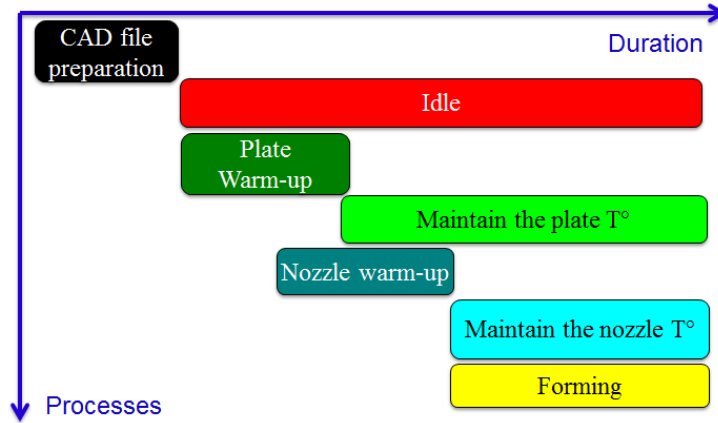 CAD file
preparation
Duration
Idle
Plate
Warm-up
Maintain the plate T°
Nozzle warm-up
Maintain the nozzle T°
Forming
Processes